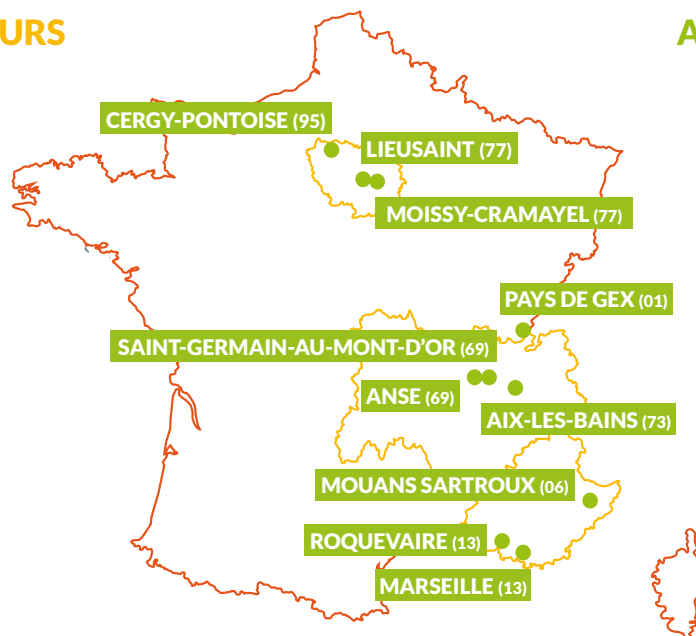 URS
A
CERGY-PONTOISE (95)
LIEUSAINT (77)
MOISSY-CRAMAYEL (77)
PAYS DE GEX (01)
SAINT-GERMAIN-AU-MONT-D'OR (69)
ANSE (69)
AIX-LES-BAINS (73)
MOUANS SARTROUX (06)
ROQUEVAIRE (13)
MARSEILLE (13)